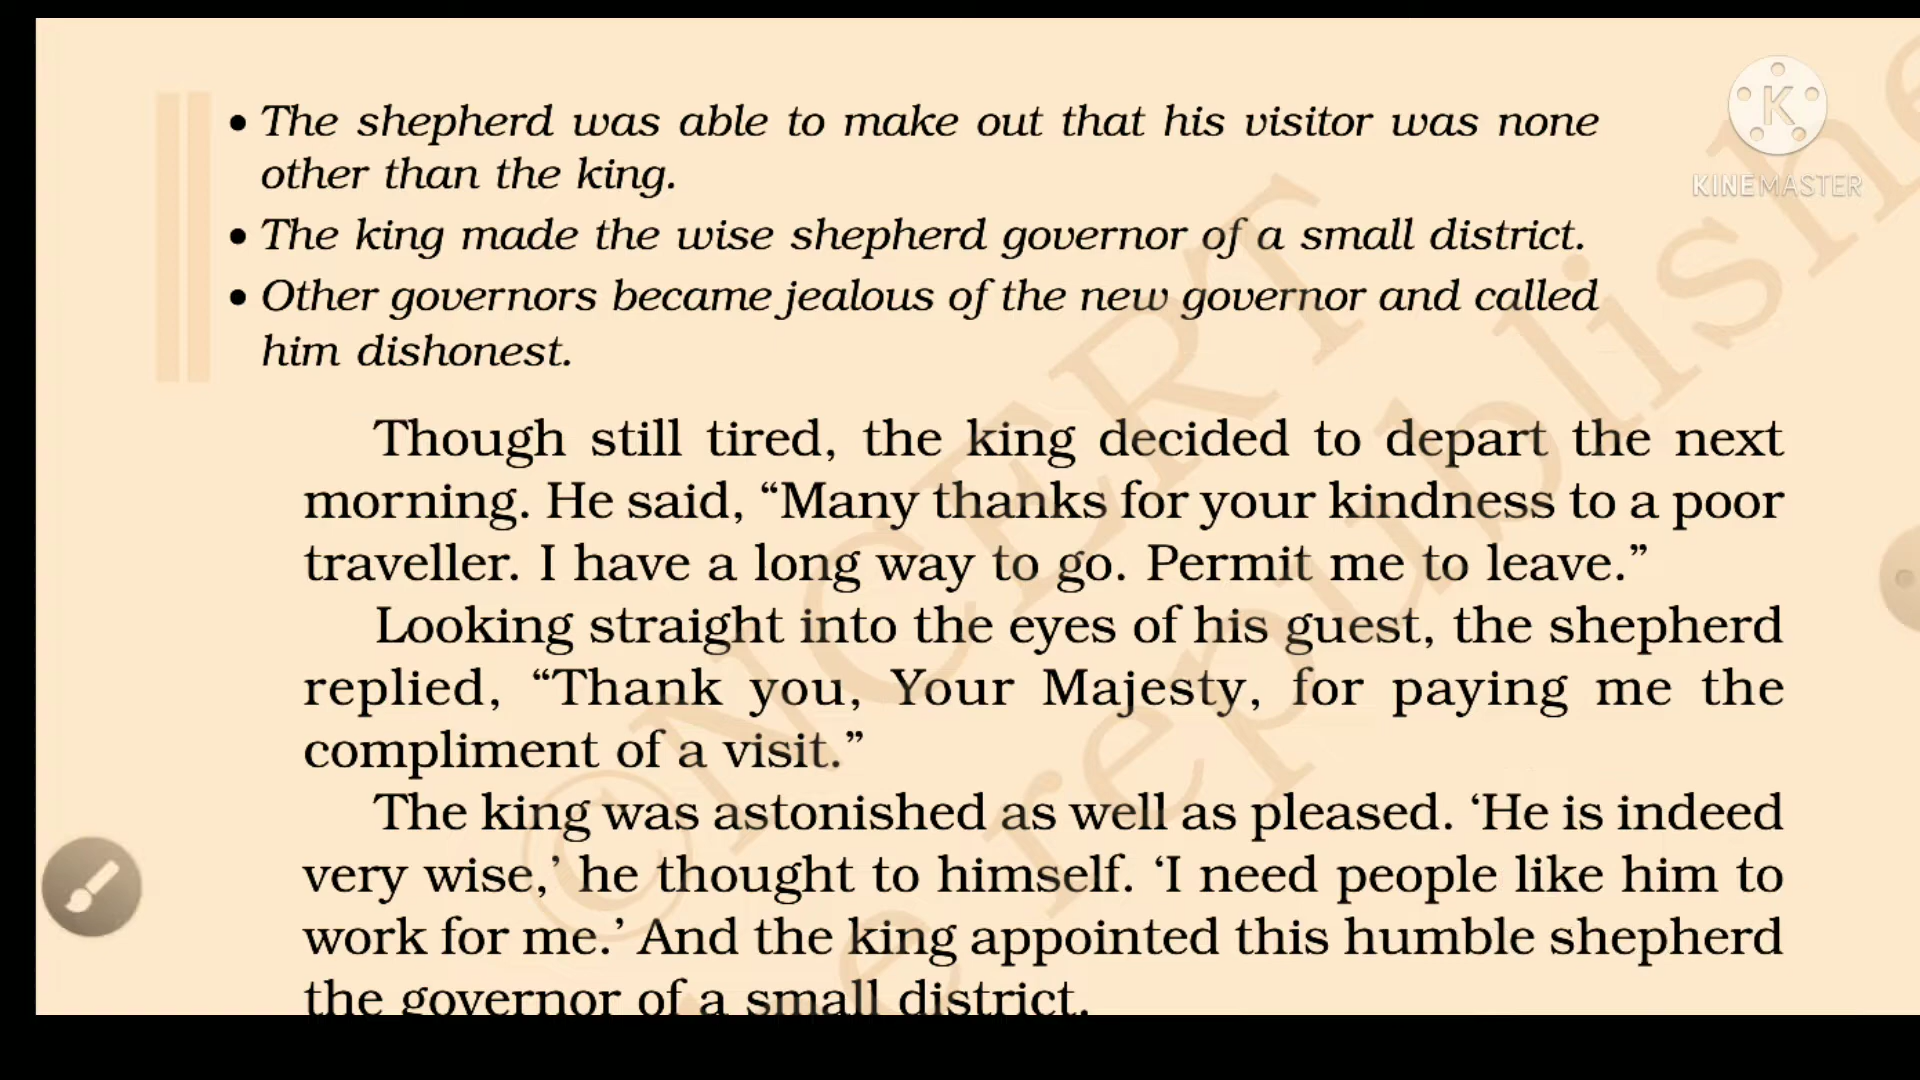 • The shepherd was able to make out that his visitor was none
other than the king.
• The king made the wise shepherd governor of a small district.
• Other governors became jealous of the new governor and called
him dishonest.
Though still tired, the king decided to depart the next
morning. He said, “Many thanks for your kindness to a poor
traveller. I have a long way to go. Permit me to leave.”
Looking straight into the eyes of his guest, the shepherd
replied, “Thank you, Your Majesty, for paying me the
compliment of a visit.”
The king was astonished as well as pleased. ‘He is indeed
very wise,’ he thought to himself. ‘I need people like him to
work for me.’ And the king appointed this humble shepherd
the governor of a small district.
K
KINEMASTER
©NCERT
e republishe